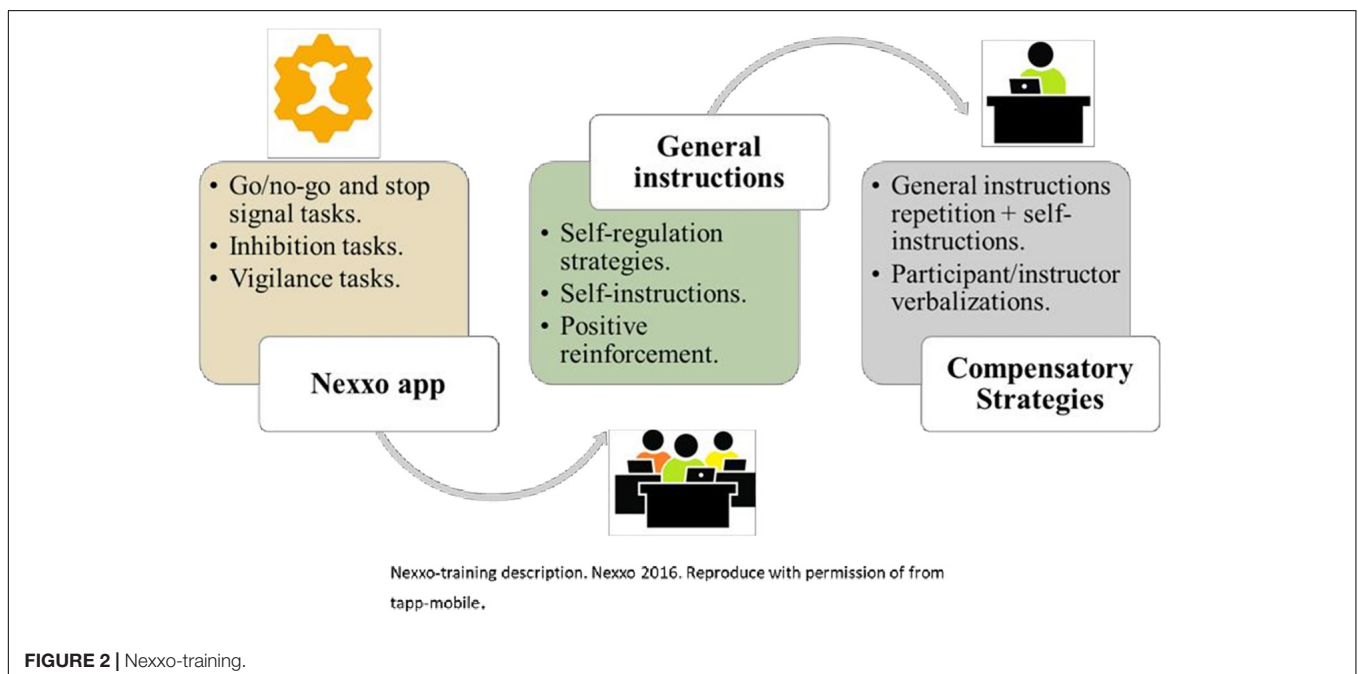 • Go/no-go and stop
signal tasks.
• Inhibition tasks.
• Vigilance tasks.
Nexxo app
General
instructions
• Self-regulation
strategies.
• Self-instructions.
• Positive
reinforcement.
• General instructions
repetition + self-
instructions.
• Participant/instructor
verbalizations.
Compensatory
Strategies
Nexxo-training description. Nexxo 2016. Reproduce with permission of from
tapp-mobile.
FIGURE 2 | Nexxo-training.